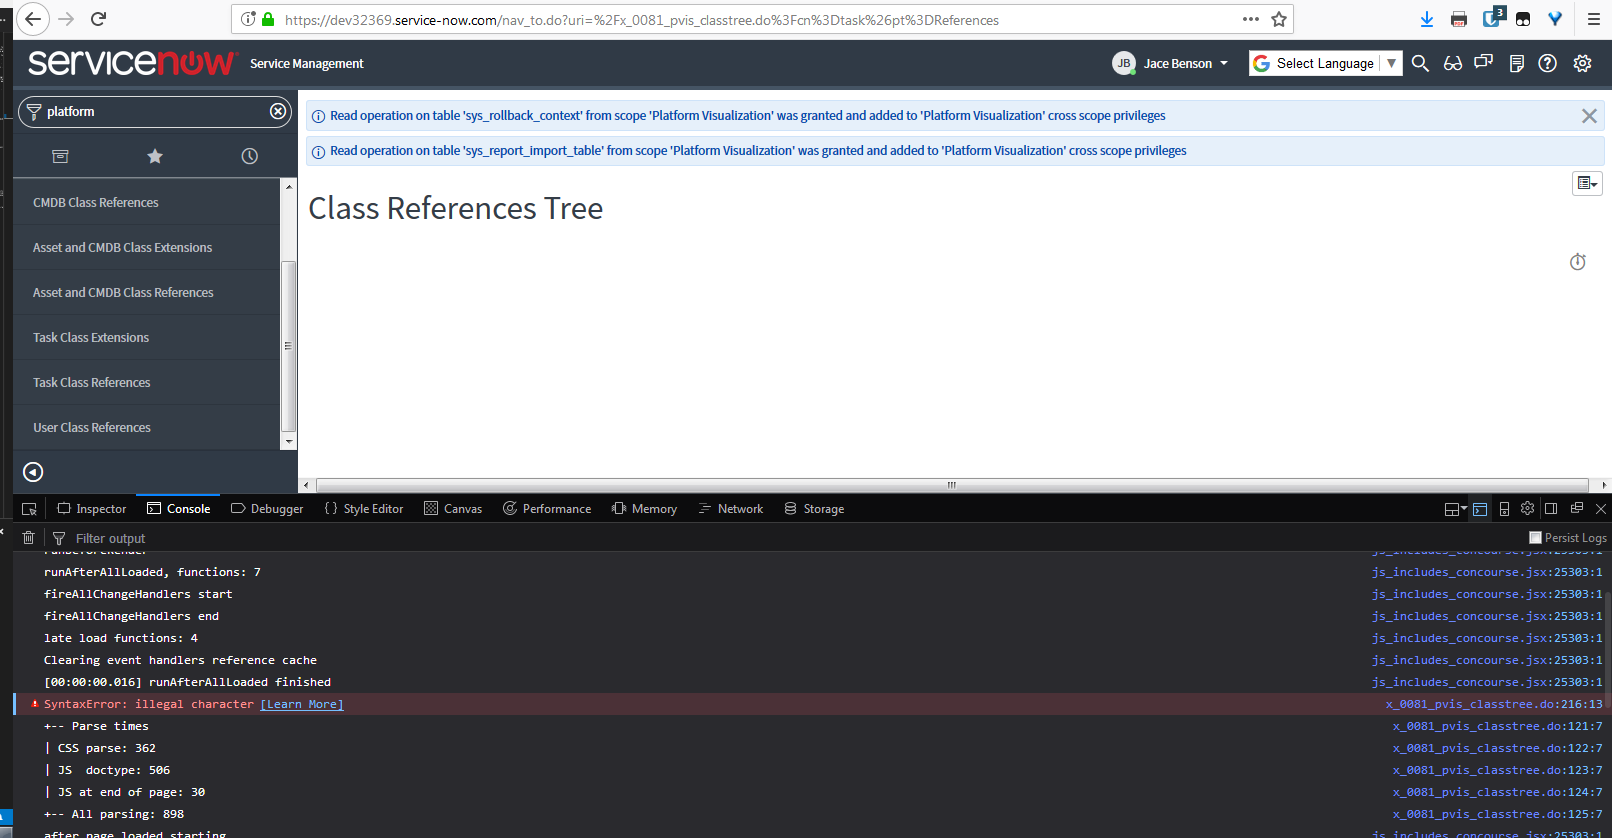 https://dev32369.service-now.com/nav_to.do?uri=%2Fx_0081_pvis_classtree.do%3Fcn%3Dtask%26pt%3DReferences
3
servicenow
Service Management
JB
Jace Benson
Select Language
platform
Read operation on table 'sys_rollback_context' from scope 'Platform Visualization' was granted and added to 'Platform Visualization' cross scope privileges
Read operation on table 'sys_report_import_table' from scope 'Platform Visualization' was granted and added to 'Platform Visualization' cross scope privileges
Class References Tree
CMDB Class References
Asset and CMDB Class Extensions
Asset and CMDB Class References
Task Class Extensions
Task Class References
User Class References
Inspector Console Debugger Style Editor Canvas Performance Memory Network Storage
Filter output Persist Logs
runBeforeRender js_includes_concourse.jsx:25303:1
runAfterAllLoaded, functions: 7 js_includes_concourse.jsx:25303:1
fireAllChangeHandlers start js_includes_concourse.jsx:25303:1
fireAllChangeHandlers end js_includes_concourse.jsx:25303:1
late load functions: 4 js_includes_concourse.jsx:25303:1
Clearing event handlers reference cache js_includes_concourse.jsx:25303:1
[00:00:00.016] runAfterAllLoaded finished js_includes_concourse.jsx:25303:1
SyntaxError: illegal character [Learn More] x_0081_pvis_classtree.do:216:13
+-- Parse times x_0081_pvis_classtree.do:121:7
| CSS parse: 362 x_0081_pvis_classtree.do:122:7
| JS doctype: 506 x_0081_pvis_classtree.do:123:7
| JS at end of page: 30 x_0081_pvis_classtree.do:124:7
+-- All parsing: 898 x_0081_pvis_classtree.do:125:7
after page loaded starting js_includes_concourse.jsx:25303:1